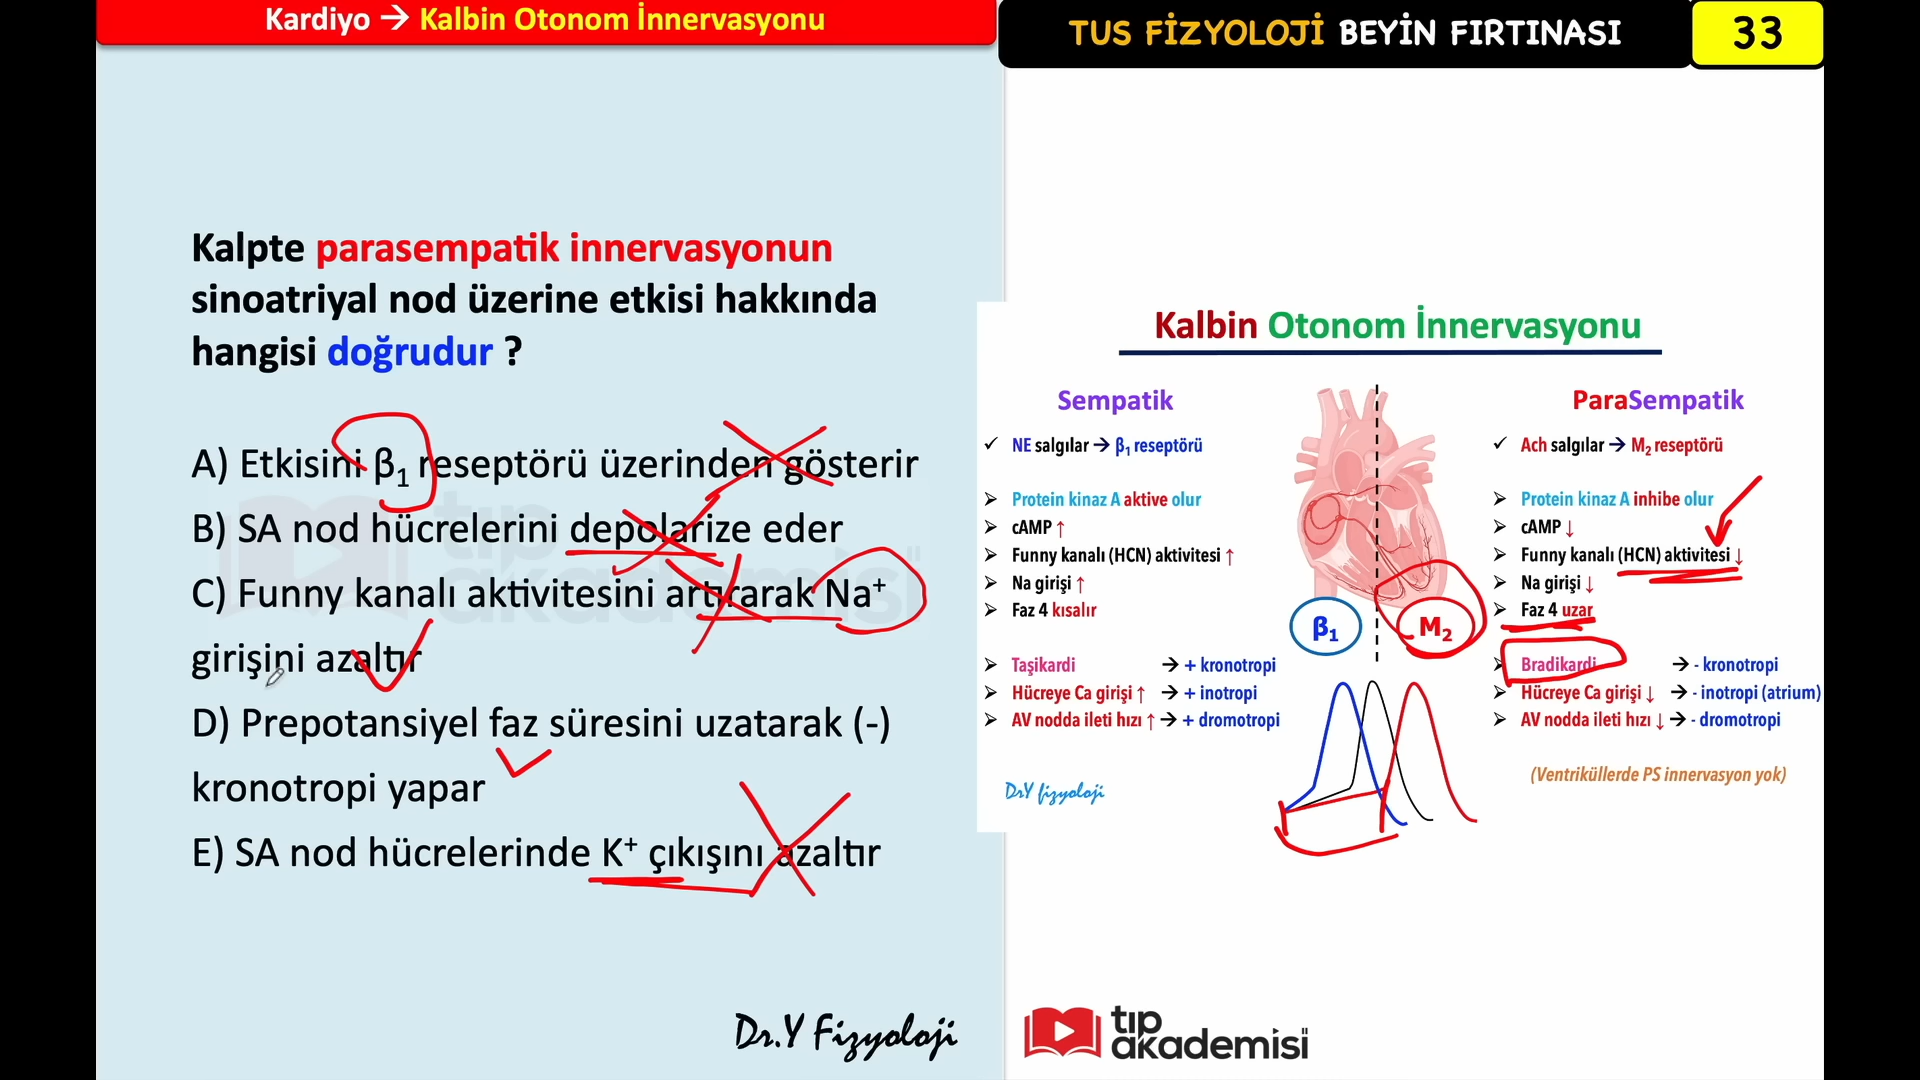 Kardiyo → Kalbin Otonom İnnervasyonu
TUS FİZYOLOJİ BEYİN FIRTINASI
33
Kalpte parasempatik innervasyonun
sinoatriyal nod üzerine etkisi hakkında
hangisi doğrudur ?
A) Etkisini β₁ reseptörü üzerinden gösterir
B) SA nod hücrelerini depolarize eder
C) Funny kanalı aktivitesini artırarak Na⁺
girişini azaltır
D) Prepotansiyel faz süresini uzatarak (-)
kronotropi yapar
E) SA nod hücrelerinde K⁺ çıkışını azaltır
Dr.Y Fizyoloji
Kalbin Otonom İnnervasyonu
Sempatik
✓ NE salgılar → β₁ reseptörü
➢ Protein kinaz A aktive olur
➢ cAMP ↑
➢ Funny kanalı (HCN) aktivitesi ↑
➢ Na girişi ↑
➢ Faz 4 kısalır
➢ Taşikardi → + kronotropi
➢ Hücreye Ca girişi ↑ → + inotropi
➢ AV nodda ileti hızı ↑ → + dromotropi
Dr.Y fizyoloji
β₁
M₂
ParaSempatik
✓ Ach salgılar → M₂ reseptörü
➢ Protein kinaz A inhibe olur
➢ cAMP ↓
➢ Funny kanalı (HCN) aktivitesi ↓
➢ Na girişi ↓
➢ Faz 4 uzar
➢ Bradikardi → - kronotropi
➢ Hücreye Ca girişi ↓ → - inotropi (atrium)
➢ AV nodda ileti hızı ↓ → - dromotropi
(Ventriküllerde PS innervasyon yok)
tıp
akademisi
tıp
akademisi